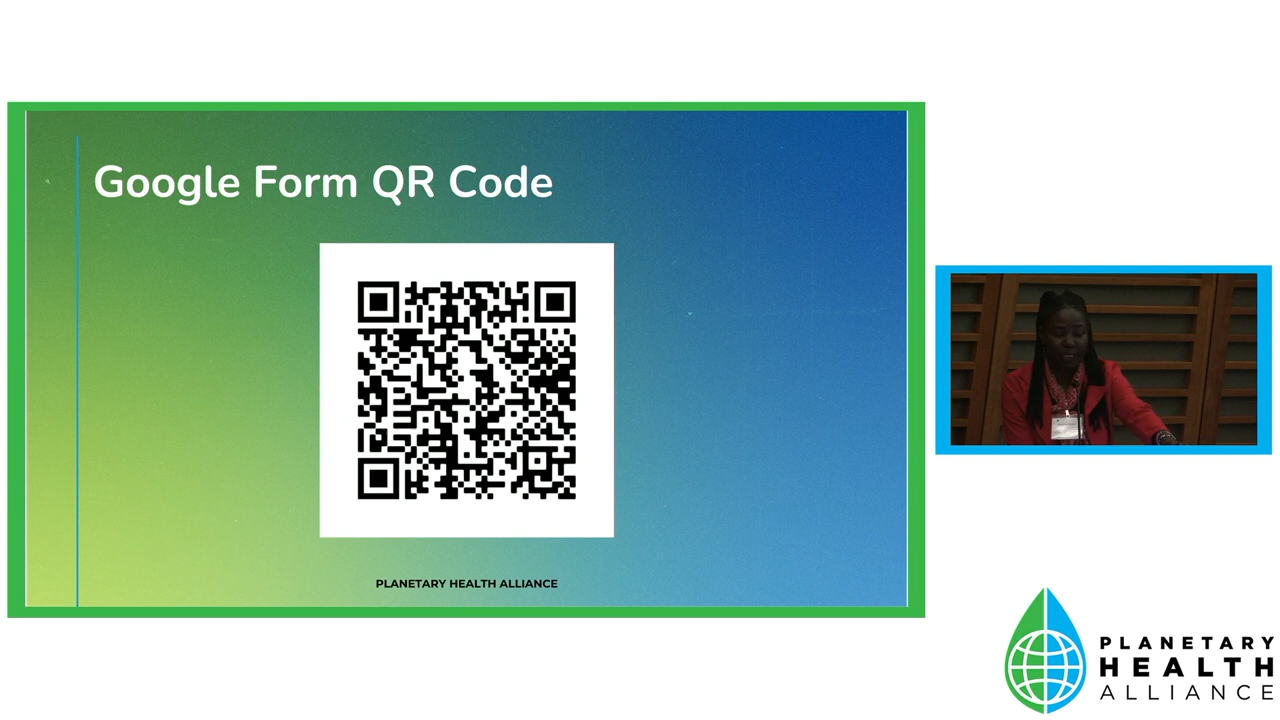 Google Form QR Code
PLANETARY HEALTH ALLIANCE
PLANETARY
HEALTH
ALLIANCE